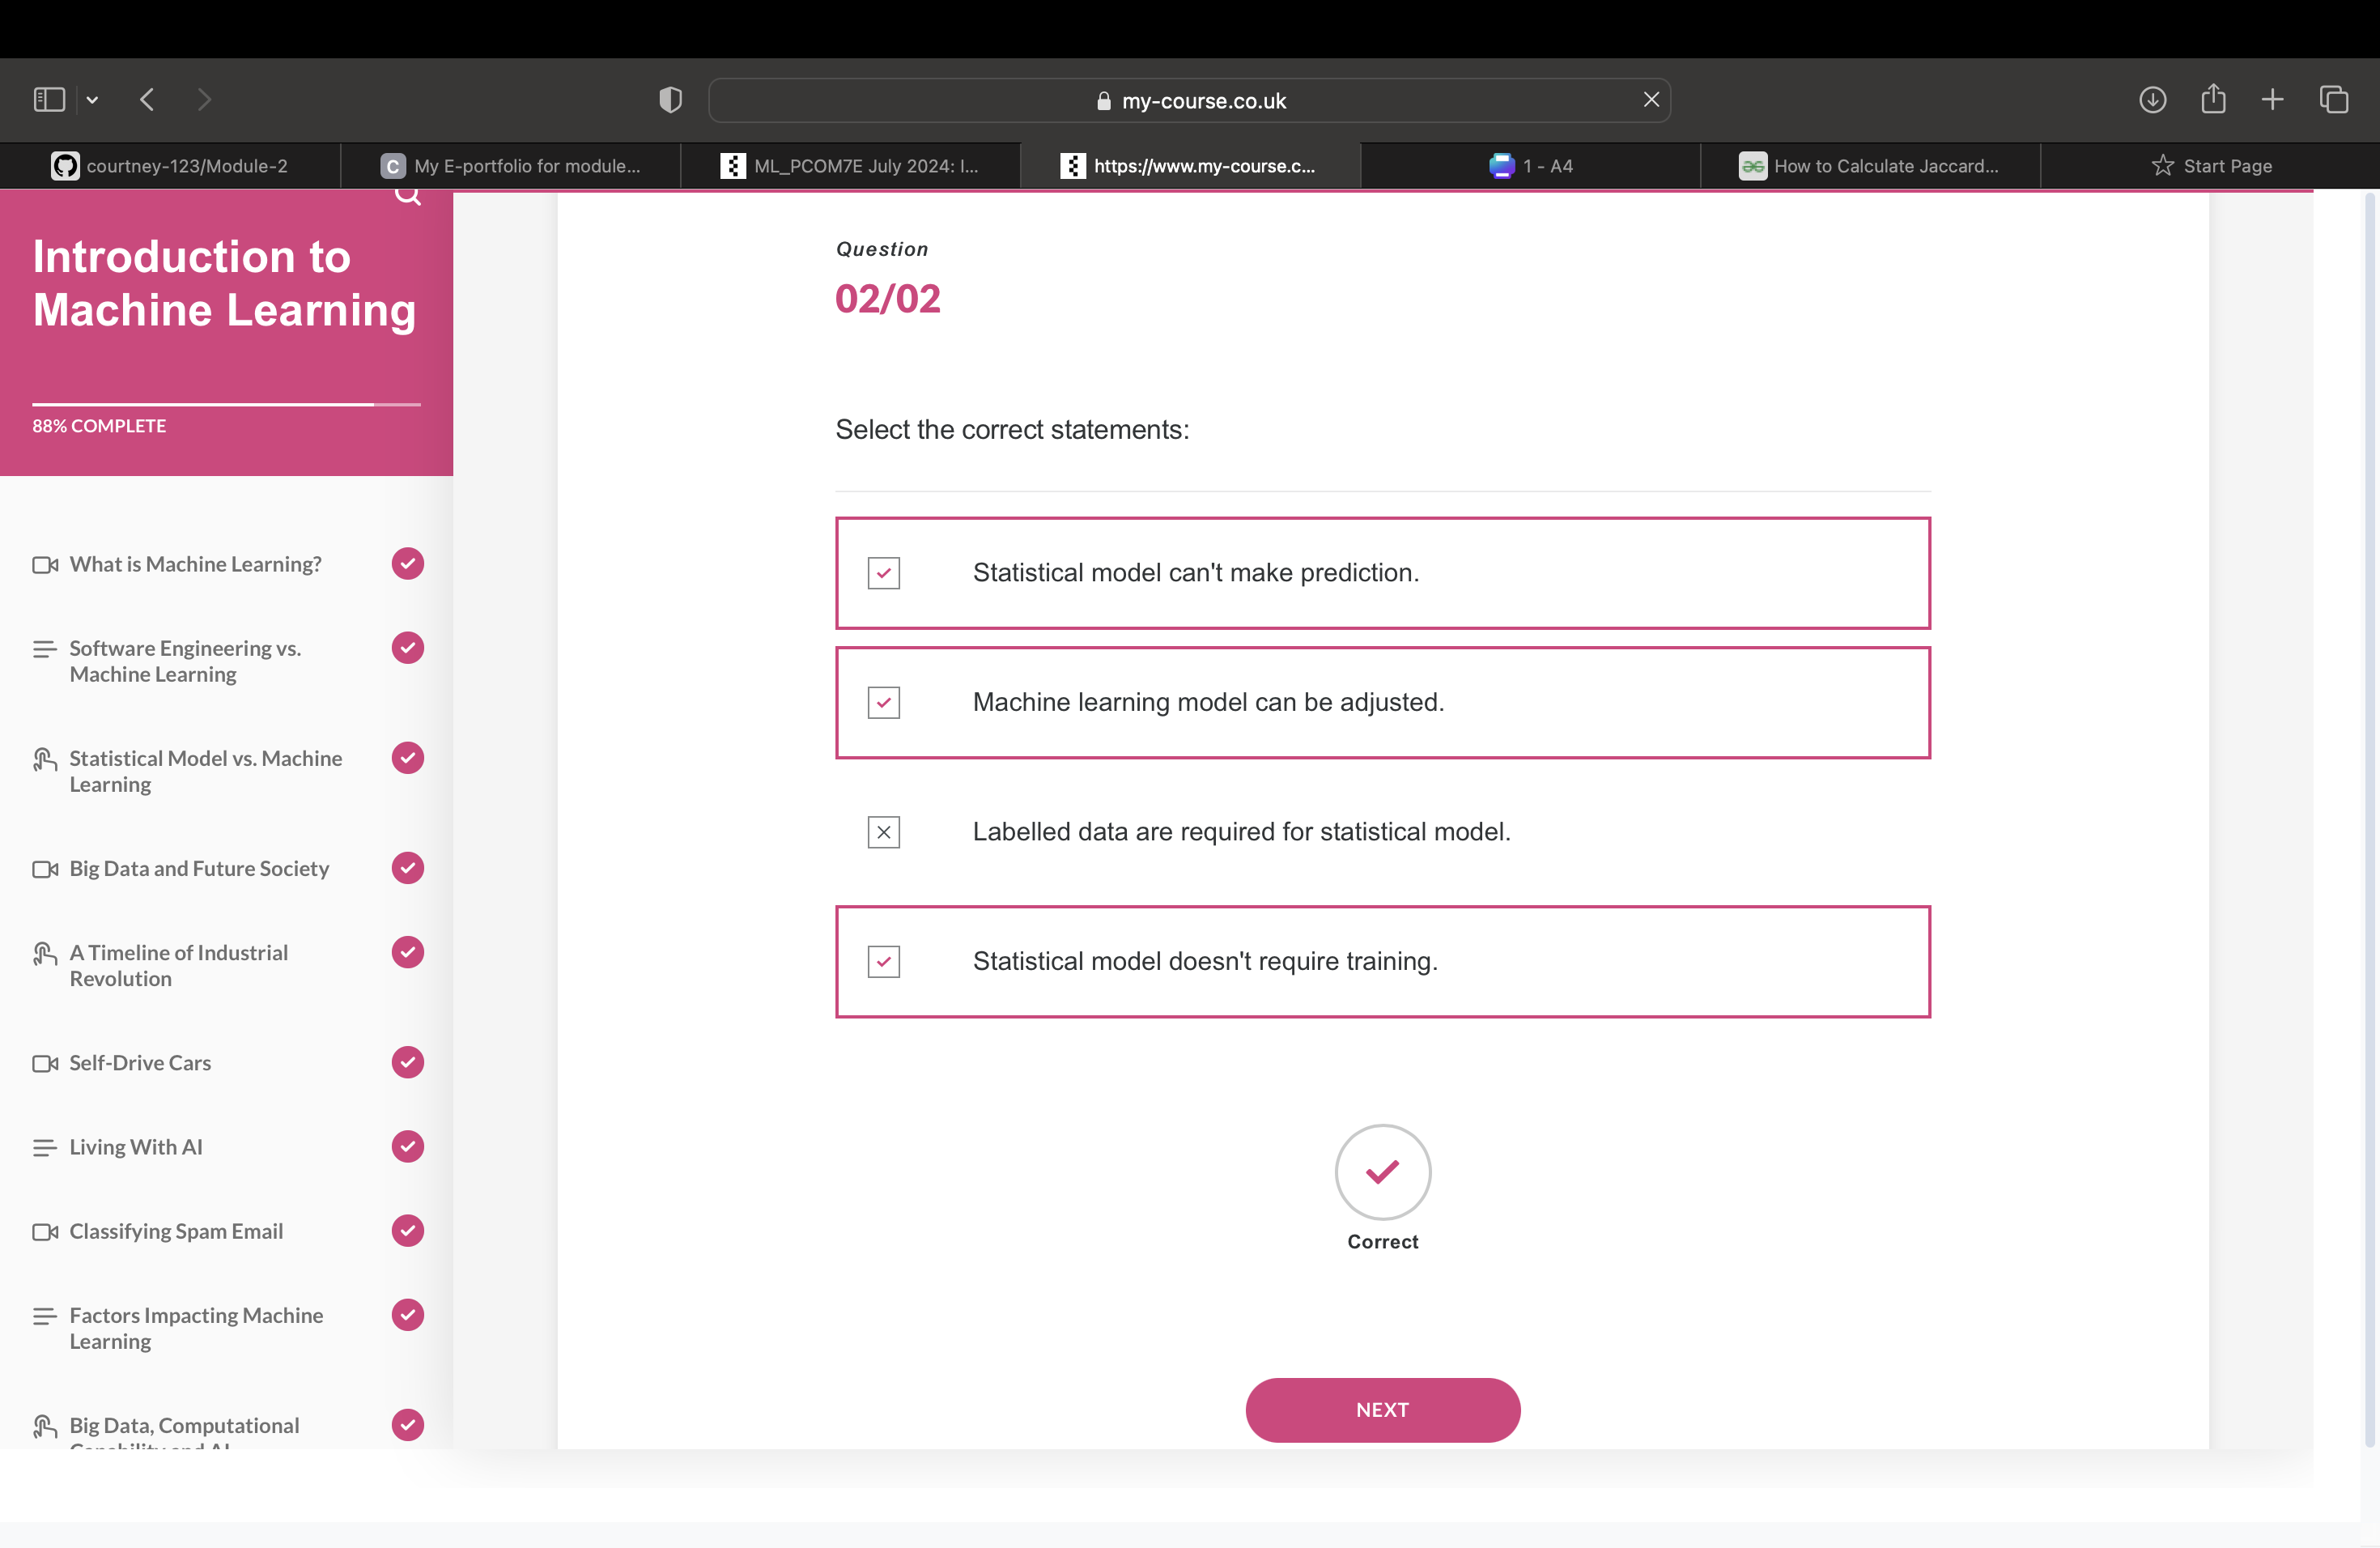 my-course.co.uk
courtney-123/Module-2
C My E-portfolio for module...
ML_PCOM7E July 2024: I...
https://www.my-course.c...
1 - A4
How to Calculate Jaccard...
Start Page
Introduction to
Machine Learning
88% COMPLETE
What is Machine Learning?
Software Engineering vs.
Machine Learning
Statistical Model vs. Machine
Learning
Big Data and Future Society
A Timeline of Industrial
Revolution
Self-Drive Cars
Living With AI
Classifying Spam Email
Factors Impacting Machine
Learning
Big Data, Computational
Capability and AI
Question
02/02
Select the correct statements:
Statistical model can't make prediction.
Machine learning model can be adjusted.
Labelled data are required for statistical model.
Statistical model doesn't require training.
Correct
NEXT